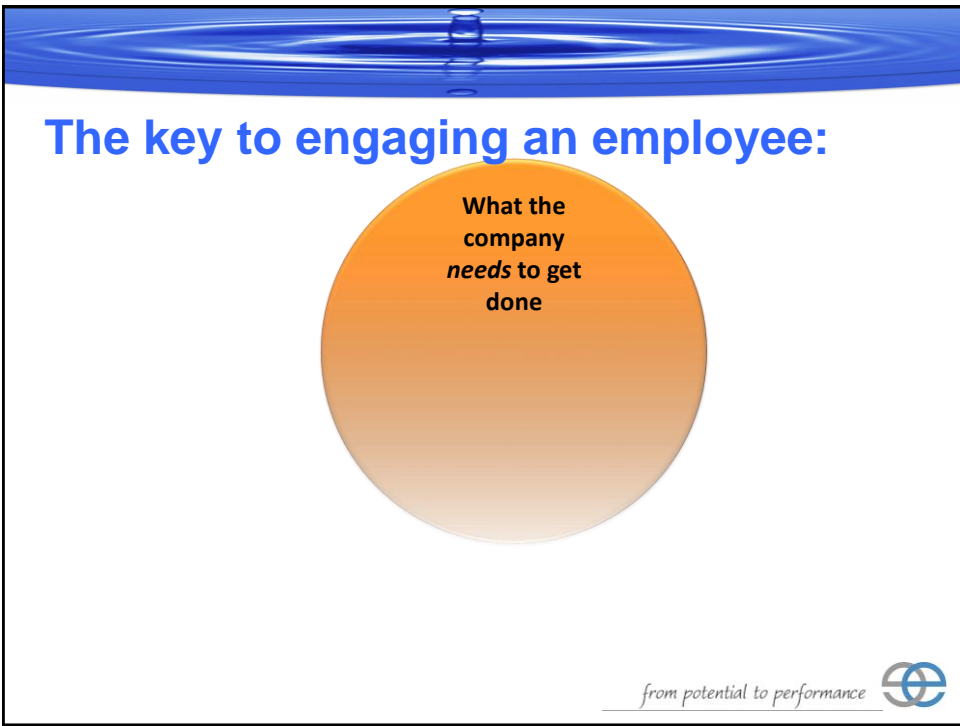 The key to engaging an employee:
What the
company
needs to get
done
from potential to performance